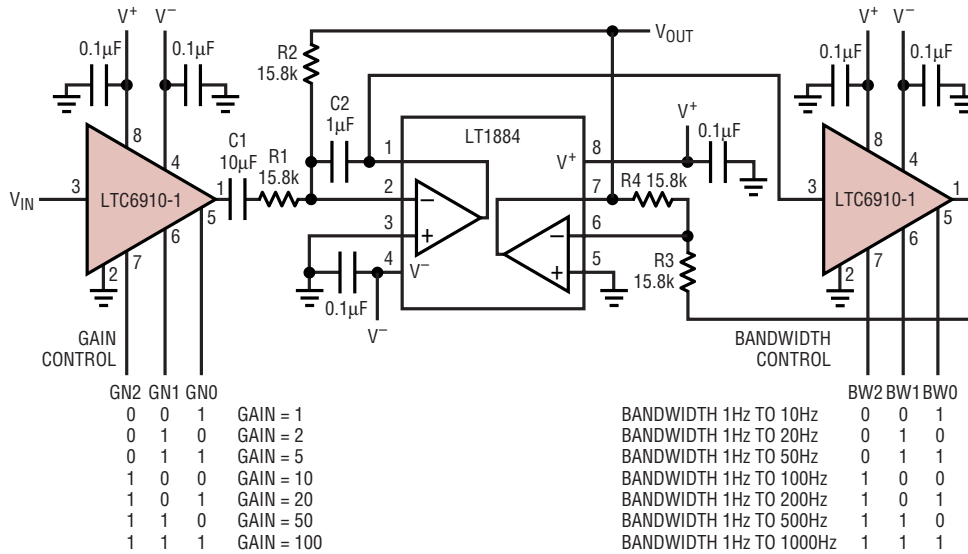 V+ V−
0.1µF 0.1µF
8
4
3 1
VIN LTC6910-1
5
6
2 7
C1
10µF
R1
15.8k
R2
15.8k
C2
1µF
VOUT
LT1884
1 8
V+
2 7
3 6
4 5
V−
− +
− +
0.1µF
V−
V+
0.1µF
R4 15.8k
R3
15.8k
V+ V−
0.1µF 0.1µF
8
4
3 1
LTC6910-1
5
6
2 7
GAIN
CONTROL
BANDWIDTH
CONTROL
GN2 GN1 GN0
0 0 1 GAIN = 1
0 1 0 GAIN = 2
0 1 1 GAIN = 5
1 0 0 GAIN = 10
1 0 1 GAIN = 20
1 1 0 GAIN = 50
1 1 1 GAIN = 100
BW2 BW1 BW0
BANDWIDTH 1Hz TO 10Hz 0 0 1
BANDWIDTH 1Hz TO 20Hz 0 1 0
BANDWIDTH 1Hz TO 50Hz 0 1 1
BANDWIDTH 1Hz TO 100Hz 1 0 0
BANDWIDTH 1Hz TO 200Hz 1 0 1
BANDWIDTH 1Hz TO 500Hz 1 1 0
BANDWIDTH 1Hz TO 1000Hz 1 1 1